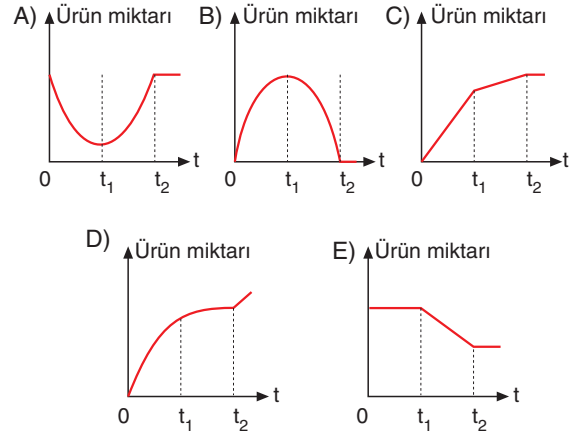 A) Ürün miktarı
t
0 t₁ t₂
B) Ürün miktarı
t
0 t₁ t₂
C) Ürün miktarı
t
0 t₁ t₂
D) Ürün miktarı
t
0 t₁ t₂
E) Ürün miktarı
t
0 t₁ t₂